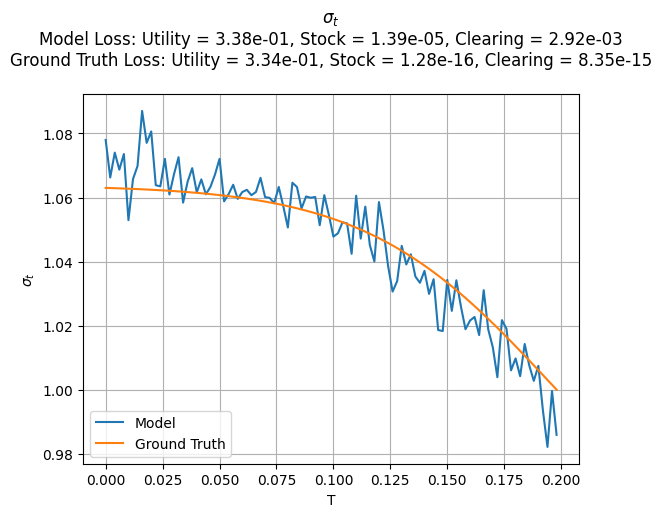 σₜ
Model Loss: Utility = 3.38e-01, Stock = 1.39e-05, Clearing = 2.92e-03
Ground Truth Loss: Utility = 3.34e-01, Stock = 1.28e-16, Clearing = 8.35e-15
1.08
1.06
1.04
1.02
1.00
0.98
σₜ
Model
Ground Truth
0.000 0.025 0.050 0.075 0.100 0.125 0.150 0.175 0.200
T